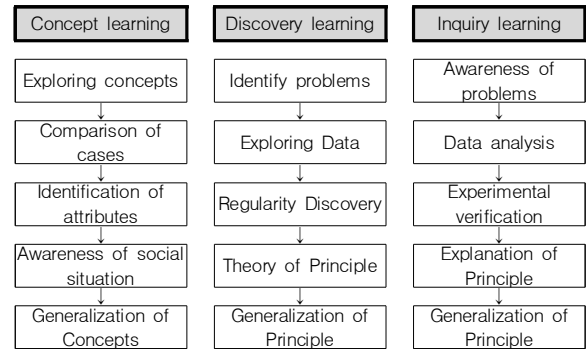 Concept learning
Exploring concepts
Comparison of
cases
Identification of
attributes
Awareness of social
situation
Generalization of
Concepts
Discovery learning
Identify problems
Exploring Data
Regularity Discovery
Theory of Principle
Generalization of
Principle
Inquiry learning
Awareness of
problems
Data analysis
Experimental
verification
Explanation of
Principle
Generalization of
Principle